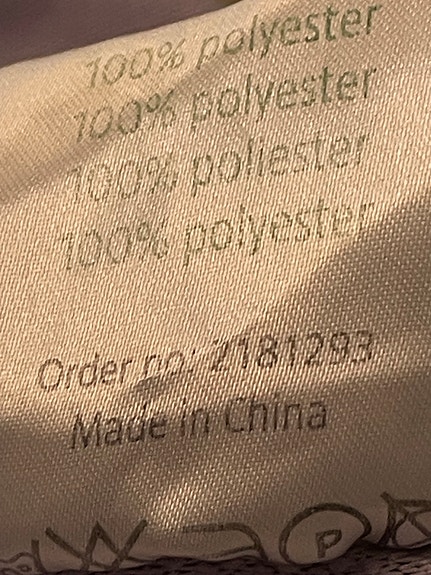 100% polyester
100% polyester
100% poliester
100% polyester
Order no: 2181293
Made in China
P